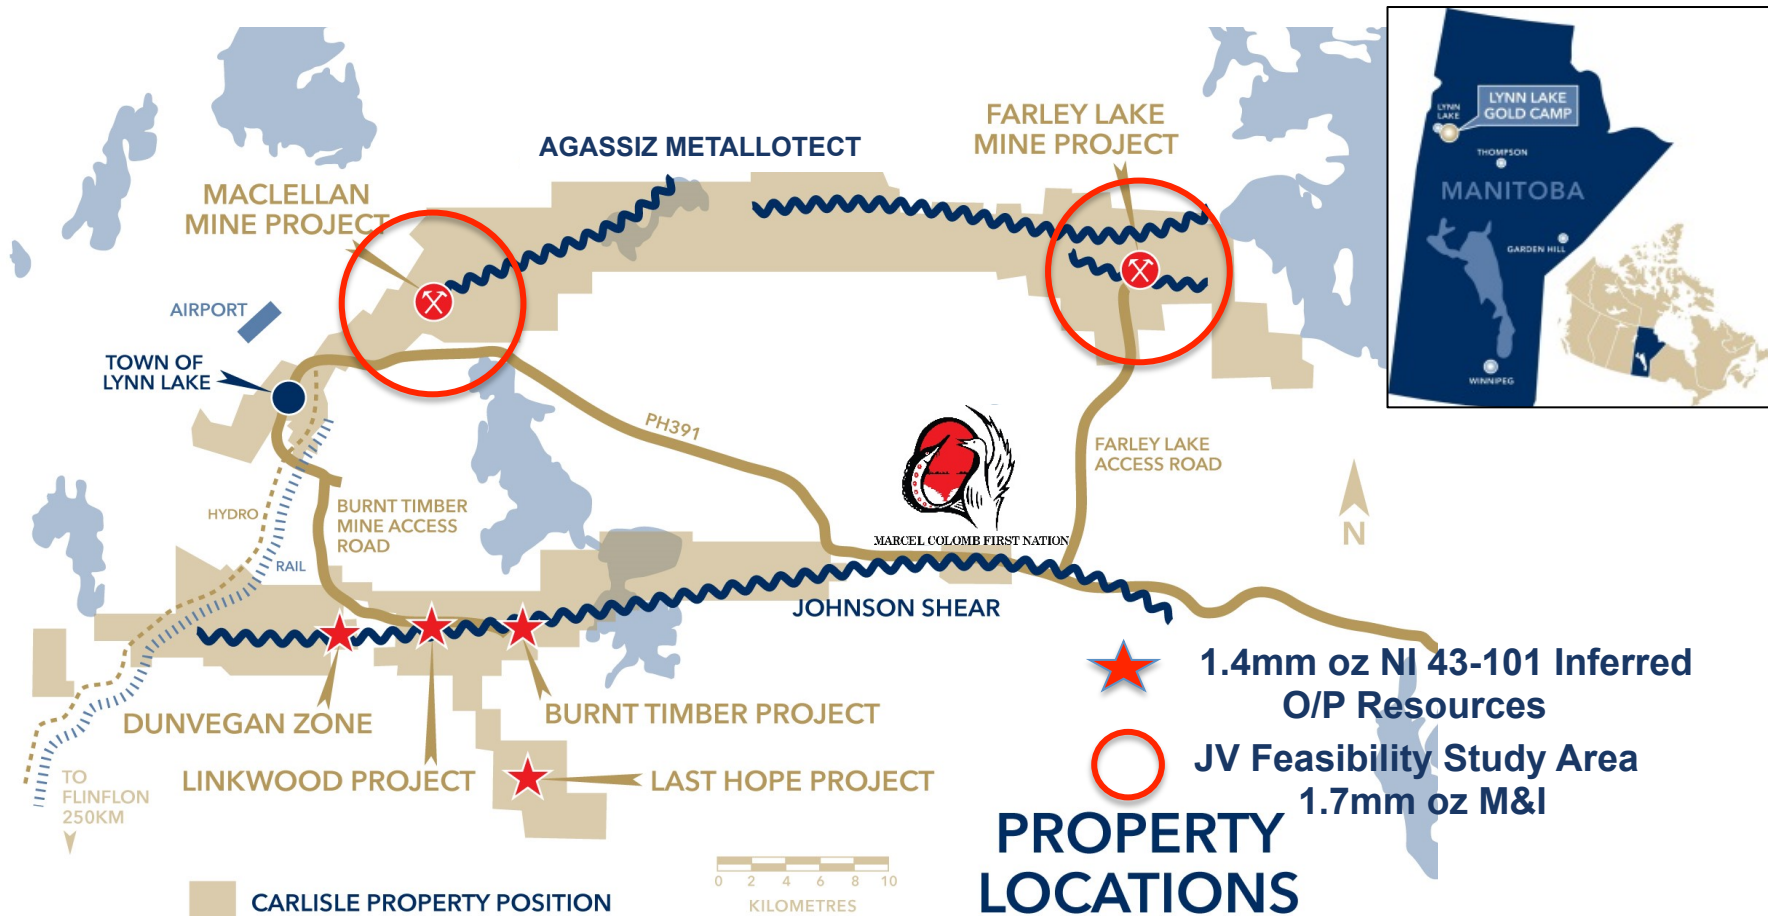 AGASSIZ METALLOTECT
FARLEY LAKE
MINE PROJECT
MACLELLAN
MINE PROJECT
AIRPORT
TOWN OF
LYNN LAKE
PH391
FARLEY LAKE
ACCESS ROAD
HYDRO
BURNT TIMBER
MINE ACCESS
ROAD
RAIL
MARCEL COLOMB FIRST NATION
N
JOHNSON SHEAR
DUNVEGAN ZONE
BURNT TIMBER PROJECT
LINKWOOD PROJECT
LAST HOPE PROJECT
TO
FLINFLON
250KM
1.4mm oz NI 43-101 Inferred
O/P Resources
JV Feasibility Study Area
1.7mm oz M&I
PROPERTY
LOCATIONS
0 2 4 6 8 10
KILOMETRES
CARLISLE PROPERTY POSITION
LYNN
LAKE
LYNN LAKE
GOLD CAMP
THOMPSON
MANITOBA
GARDEN HILL
WINNIPEG